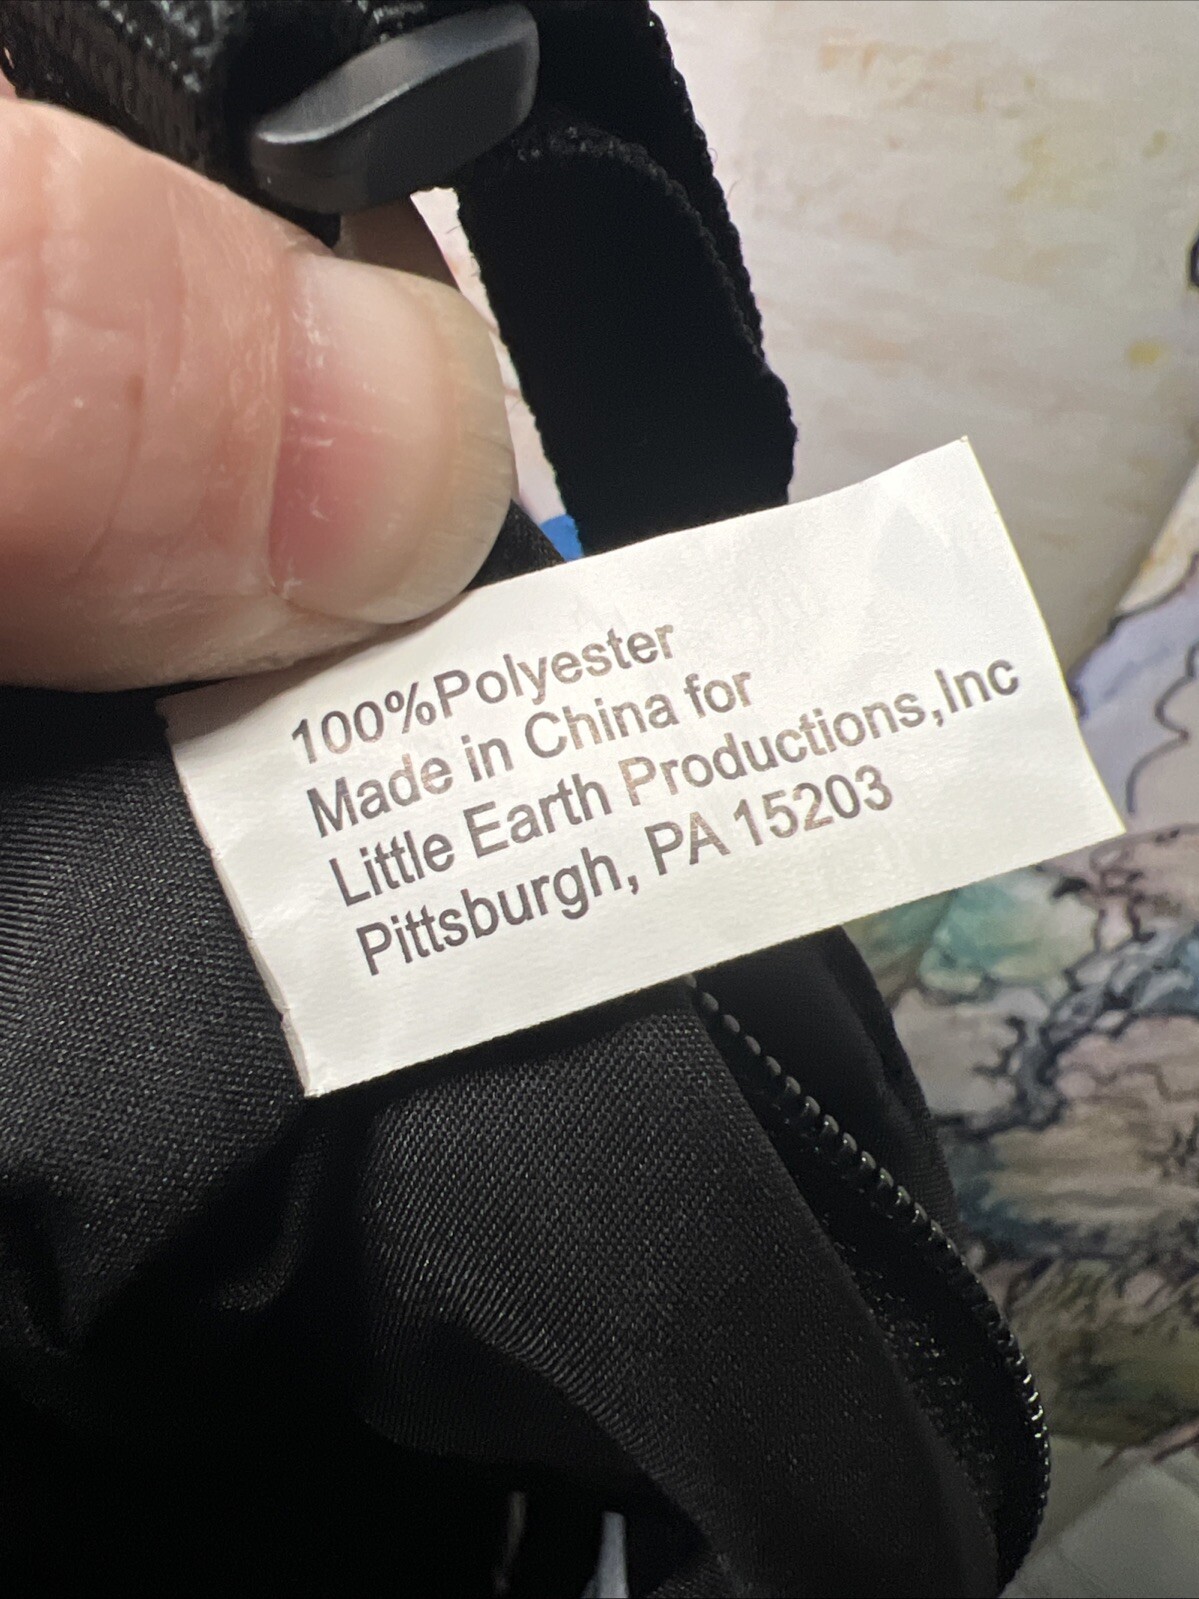 100%Polyester
Made in China for
Little Earth Productions,Inc
Pittsburgh, PA 15203